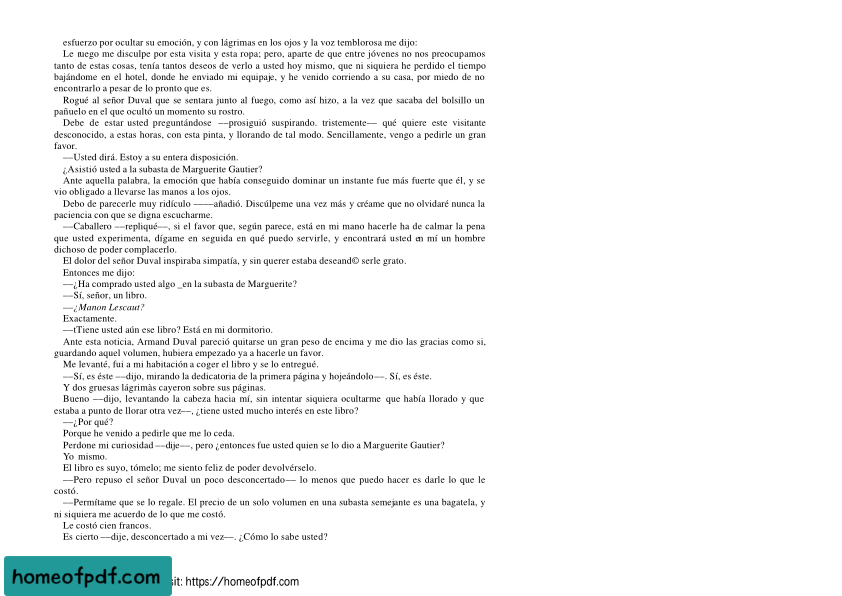 esfuerzo por ocultar su emoción, y con lágrimas en los ojos y la voz temblorosa me dijo:
Le ruego me disculpe por esta visita y esta ropa; pero, aparte de que entre jóvenes no nos preocupamos
tanto de estas cosas, tenía tantos deseos de verlo a usted hoy mismo, que ni siquiera he perdido el tiempo
bajándome en el hotel, donde he enviado mi equipaje, y he venido corriendo a su casa, por miedo de no
encontrarlo a pesar de lo pronto que es.
Rogué al señor Duval que se sentara junto al fuego, como así hizo, a la vez que sacaba del bolsillo un
pañuelo en el que ocultó un momento su rostro.
Debe de estar usted preguntándose —prosiguió suspirando. tristemente— qué quiere este visitante
desconocido, a estas horas, con esta pinta, y llorando de tal modo. Sencillamente, vengo a pedirle un gran
favor.
—Usted dirá. Estoy a su entera disposición.
¿Asistió usted a la subasta de Marguerite Gautier?
Ante aquella palabra, la emoción que había conseguido dominar un instante fue más fuerte que él, y se
vio obligado a llevarse las manos a los ojos.
Debo de parecerle muy ridículo ——añadió. Discúlpeme una vez más y créame que no olvidaré nunca la
paciencia con que se digna escucharme.
—Caballero —repliqué—, si el favor que, según parece, está en mi mano hacerle ha de calmar la pena
que usted experimenta, dígame en seguida en qué puedo servirle, y encontrará usted en mí un hombre
dichoso de poder complacerlo.
El dolor del señor Duval inspiraba simpatía, y sin querer estaba deseand© serle grato.
Entonces me dijo:
—¿Ha comprado usted algo _en la subasta de Marguerite?
—Sí, señor, un libro.
—¿Manon Lescaut?
Exactamente.
—tTiene usted aún ese libro? Está en mi dormitorio.
Ante esta noticia, Armand Duval pareció quitarse un gran peso de encima y me dio las gracias como si,
guardando aquel volumen, hubiera empezado ya a hacerle un favor.
Me levanté, fui a mi habitación a coger el libro y se lo entregué.
—Sí, es éste —dijo, mirando la dedicatoria de la primera página y hojeándolo—. Sí, es éste.
Y dos gruesas lágrimàs cayeron sobre sus páginas.
Bueno —dijo, levantando la cabeza hacia mí, sin intentar siquiera ocultarme que había llorado y que
estaba a punto de llorar otra vez—, ¿tiene usted mucho interés en este libro?
—¿Por qué?
Porque he venido a pedirle que me lo ceda.
Perdone mi curiosidad —dije—, pero ¿entonces fue usted quien se lo dio a Marguerite Gautier?
Yo mismo.
El libro es suyo, tómelo; me siento feliz de poder devolvérselo.
—Pero repuso el señor Duval un poco desconcertado— lo menos que puedo hacer es darle lo que le
costó.
—Permítame que se lo regale. El precio de un solo volumen en una subasta semejante es una bagatela, y
ni siquiera me acuerdo de lo que me costó.
Le costó cien francos.
Es cierto —dije, desconcertado a mi vez—. ¿Cómo lo sabe usted?
homeofpdf.com sit: https://homeofpdf.com